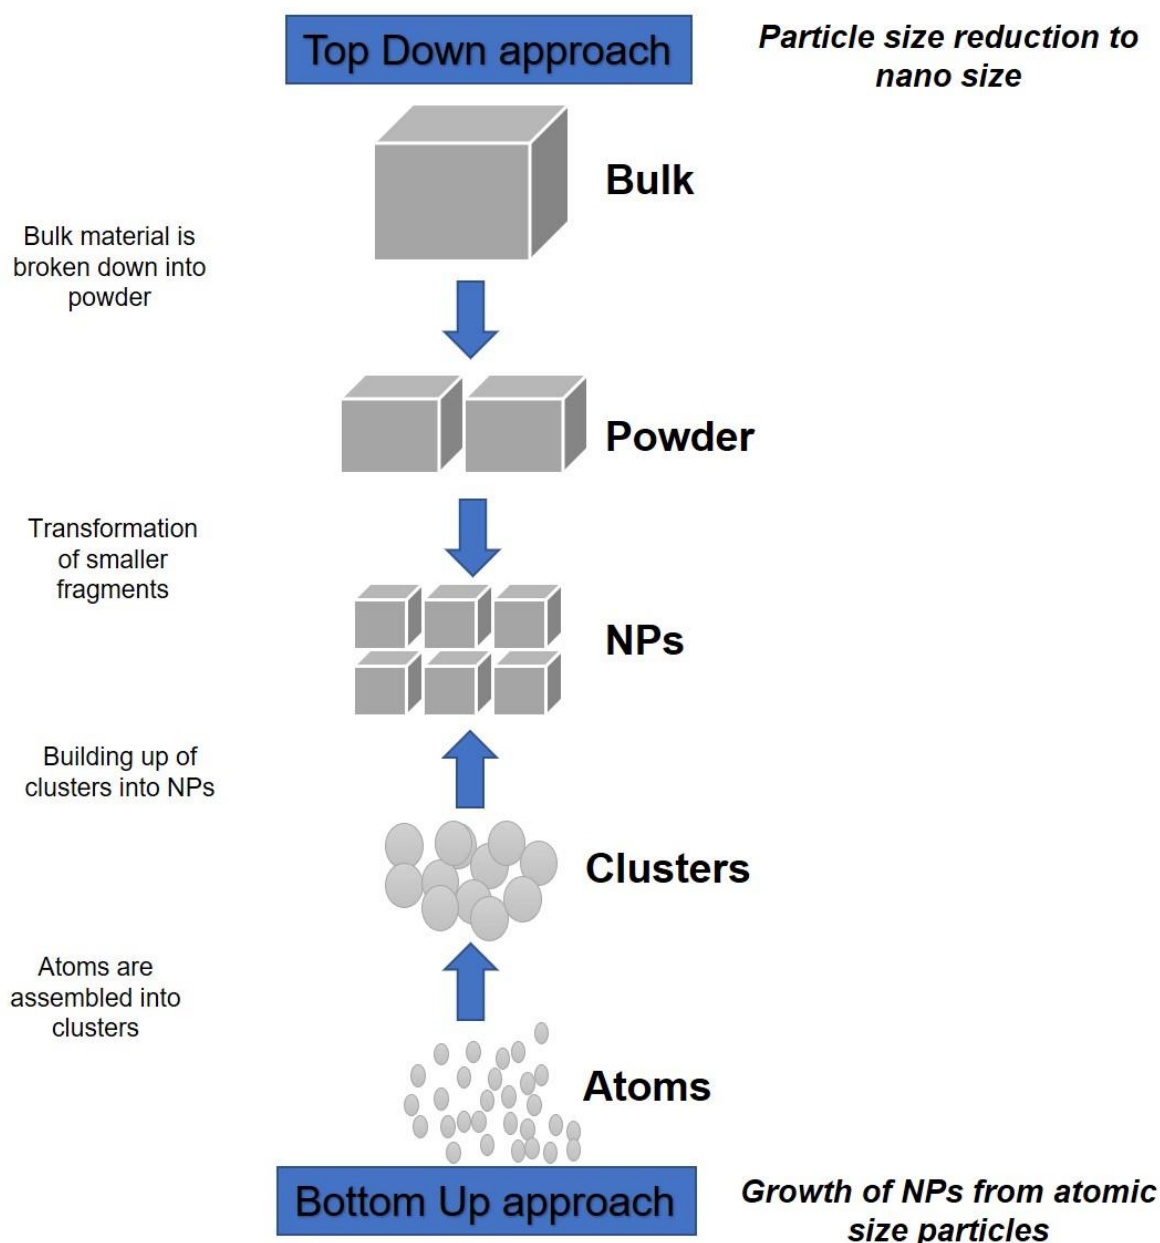 Top Down approach
Particle size reduction to
nano size
Bulk
Bulk material is
broken down into
powder
Powder
Transformation
of smaller
fragments
NPs
Building up of
clusters into NPs
Clusters
Atoms are
assembled into
clusters
Atoms
Bottom Up approach
Growth of NPs from atomic
size particles